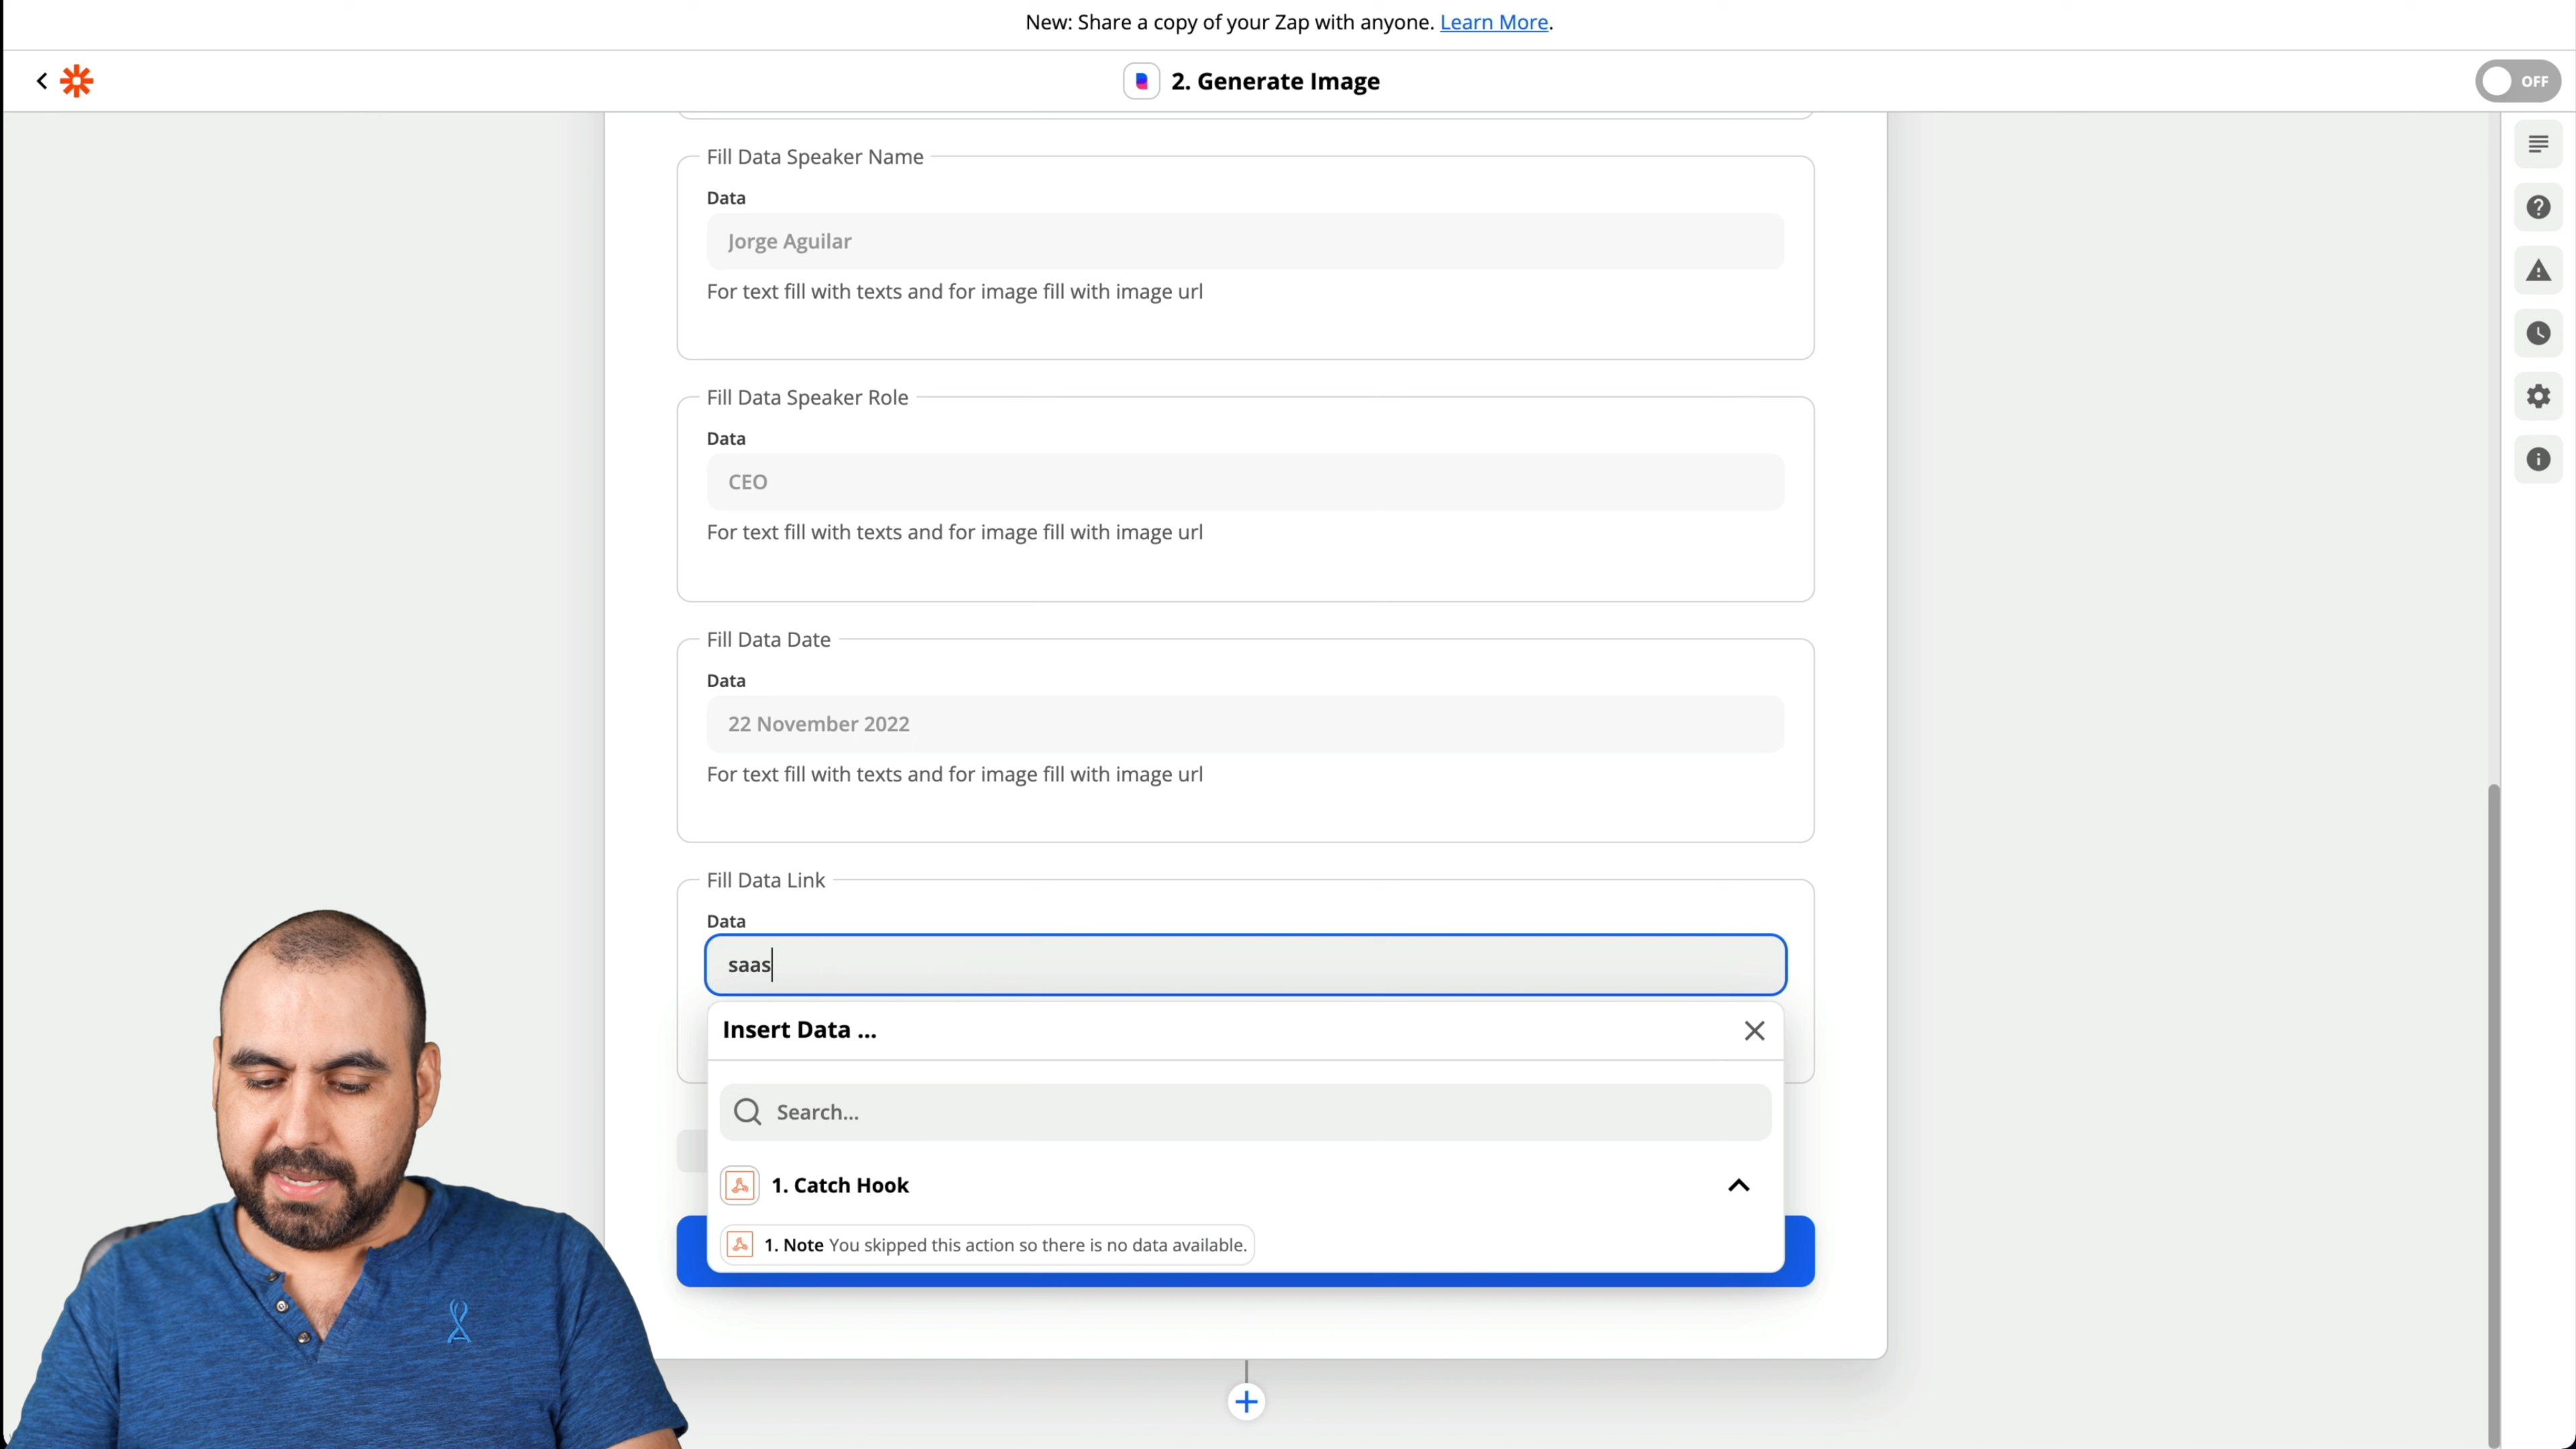 New: Share a copy of your Zap with anyone. Learn More.
2. Generate Image
OFF
Fill Data Speaker Name
Data
Jorge Aguilar
For text fill with texts and for image fill with image url
Fill Data Speaker Role
Data
CEO
For text fill with texts and for image fill with image url
Fill Data Date
Data
22 November 2022
For text fill with texts and for image fill with image url
Fill Data Link
Data
saas
Insert Data ...
Search...
1. Catch Hook
1. Note You skipped this action so there is no data available.